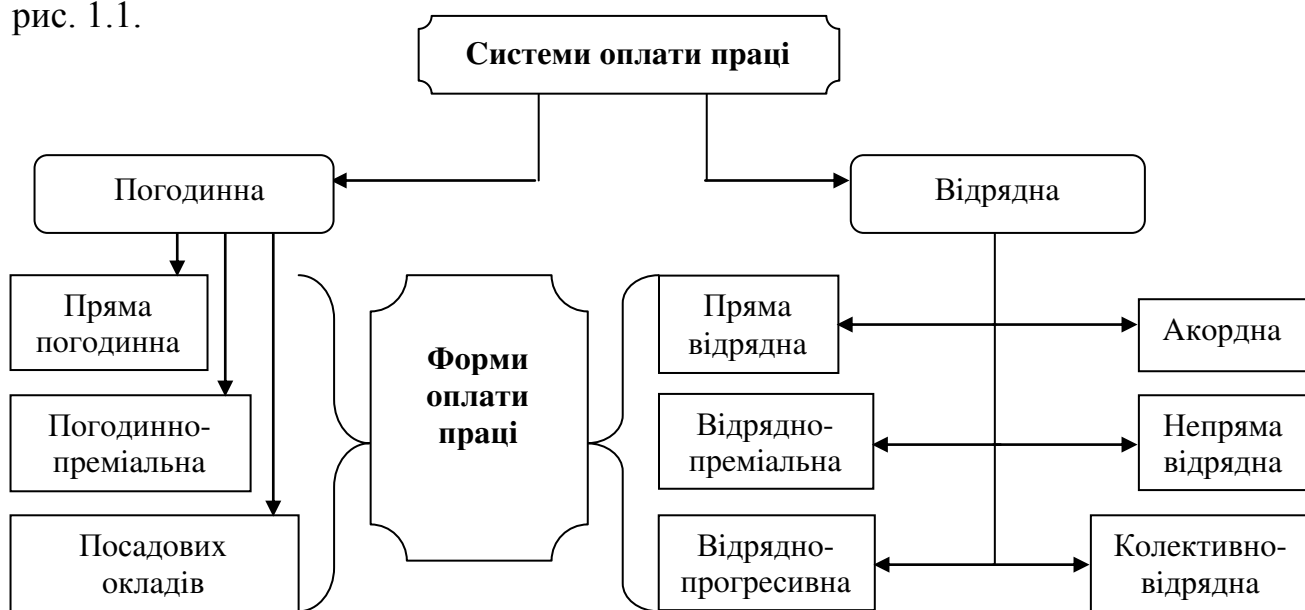 рис. 1.1.
Системи оплати праці
Погодинна
Відрядна
Пряма
погодинна
Погодинно-
преміальна
Посадових
окладів
Форми
оплати
праці
Пряма
відрядна
Відрядно-
преміальна
Відрядно-
прогресивна
Акордна
Непряма
відрядна
Колективно-
відрядна